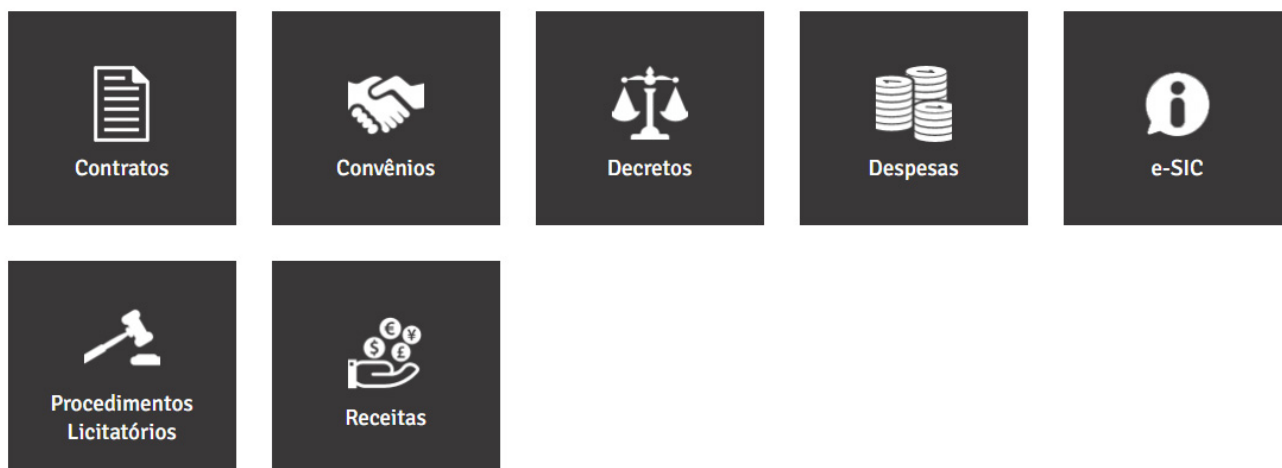 Contratos
Convênios
Decretos
Despesas
e-SIC
Procedimentos
Licitatórios
Receitas